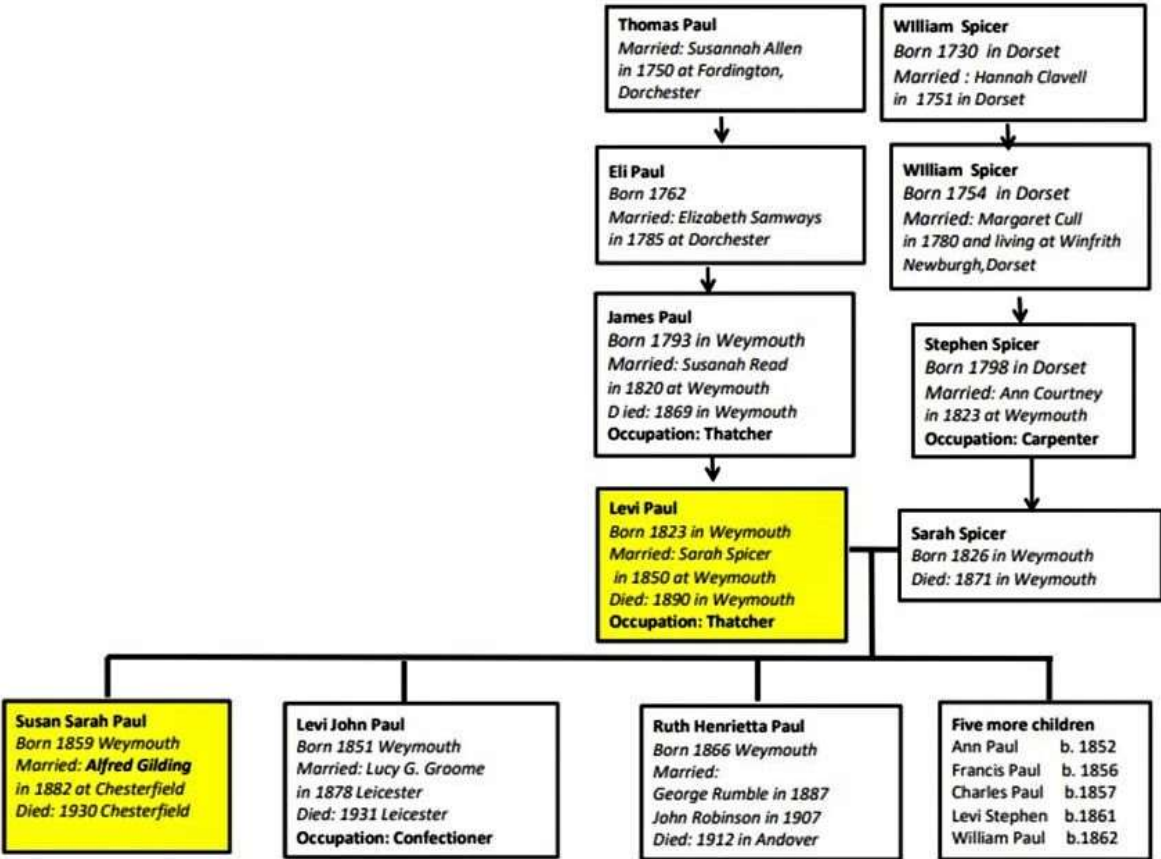 Thomas Paul
Married: Susannah Allen
in 1750 at Fordington,
Dorchester
WIlliam Spicer
Born 1730 in Dorset
Married : Hannah Clavell
in 1751 in Dorset
Eli Paul
Born 1762
Married: Elizabeth Samways
in 1785 at Dorchester
WIlliam Spicer
Born 1754 in Dorset
Married: Margaret Cull
in 1780 and living at Winfrith
Newburgh,Dorset
James Paul
Born 1793 in Weymouth
Married: Susanah Read
in 1820 at Weymouth
D ied: 1869 in Weymouth
Occupation: Thatcher
Stephen Spicer
Born 1798 in Dorset
Married: Ann Courtney
in 1823 at Weymouth
Occupation: Carpenter
Levi Paul
Born 1823 in Weymouth
Married: Sarah Spicer
in 1850 at Weymouth
Died: 1890 in Weymouth
Occupation: Thatcher
Sarah Spicer
Born 1826 in Weymouth
Died: 1871 in Weymouth
Susan Sarah Paul
Born 1859 Weymouth
Married: Alfred Gilding
in 1882 at Chesterfield
Died: 1930 Chesterfield
Levi John Paul
Born 1851 Weymouth
Married: Lucy G. Groome
in 1878 Leicester
Died: 1931 Leicester
Occupation: Confectioner
Ruth Henrietta Paul
Born 1866 Weymouth
Married:
George Rumble in 1887
John Robinson in 1907
Died: 1912 in Andover
Five more children
Ann Paul b. 1852
Francis Paul b. 1856
Charles Paul b.1857
Levi Stephen b.1861
William Paul b.1862